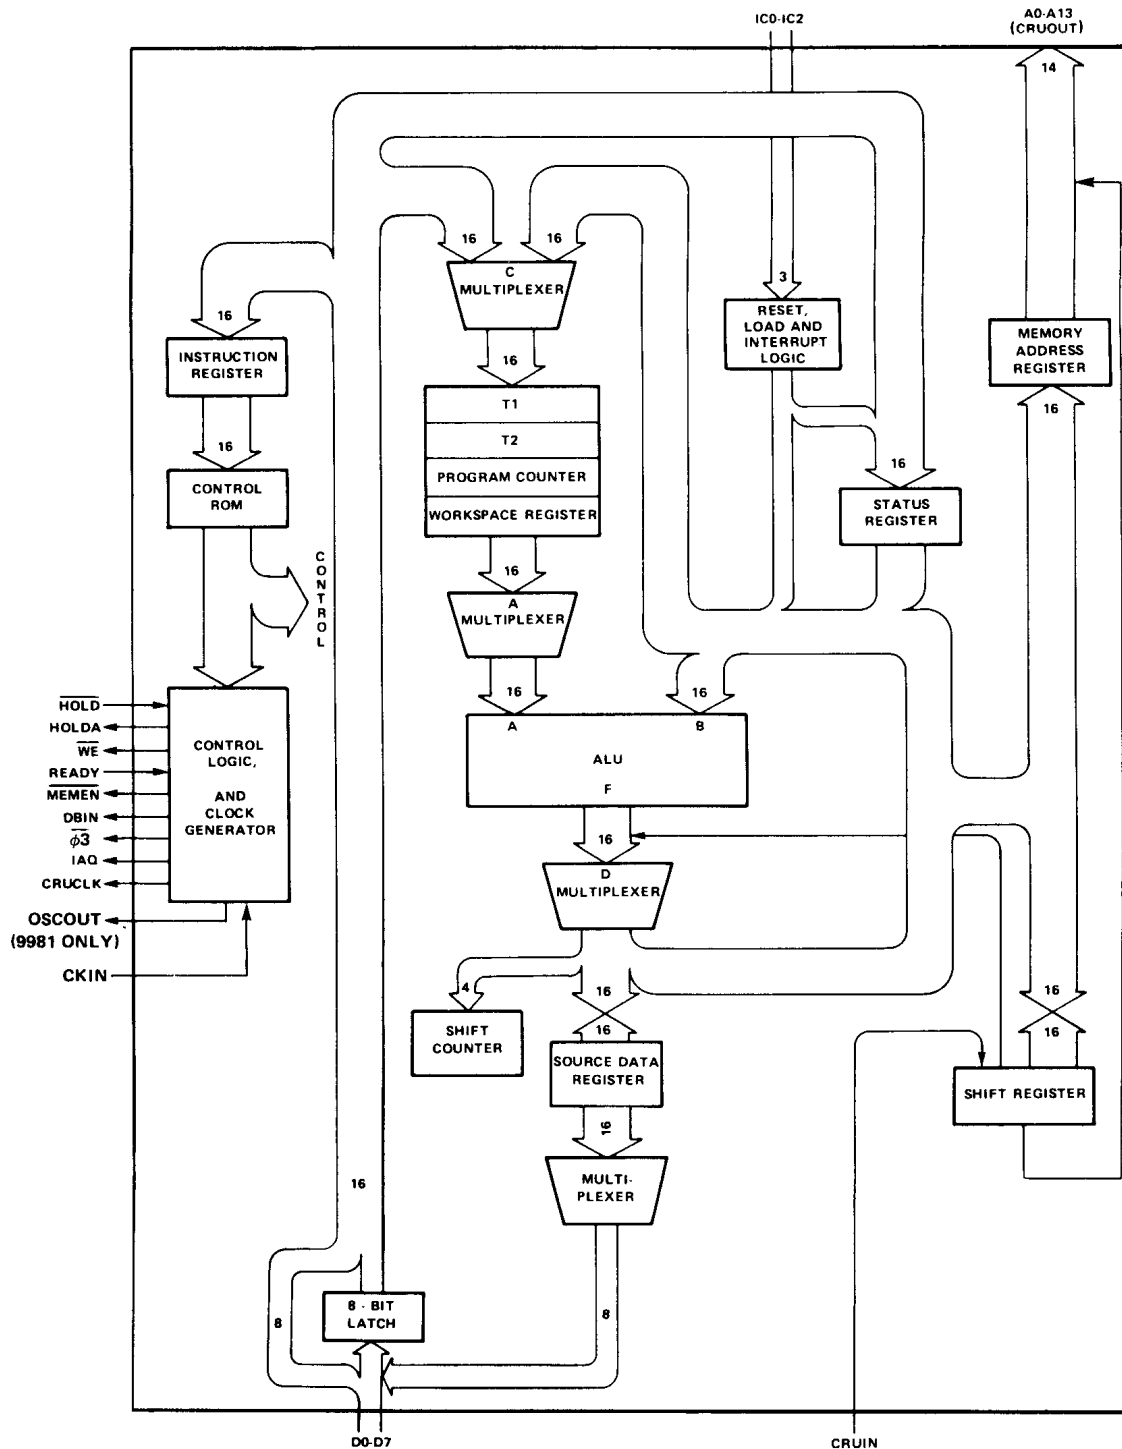 IC0-IC2
A0-A13
(CRUOUT)
14
16
16
C
MULTIPLEXER
3
RESET,
LOAD AND
INTERRUPT
LOGIC
MEMORY
ADDRESS
REGISTER
16
16
INSTRUCTION
REGISTER
16
T1
T2
PROGRAM COUNTER
WORKSPACE REGISTER
16
CONTROL
ROM
16
STATUS
REGISTER
CONTROL
16
A
MULTIPLEXER
16
16
A
B
ALU
F
HOLD
HOLDA
WE
READY
MEMEN
DBIN
ϕ3
IAQ
CRUCLK
OSCOUT
(9981 ONLY)
CKIN
CONTROL
LOGIC,
AND
CLOCK
GENERATOR
16
D
MULTIPLEXER
4
SHIFT
COUNTER
16
16
SOURCE DATA
REGISTER
16
MULTI-
PLEXER
16
16
SHIFT REGISTER
16
8
8
8 - BIT
LATCH
D0-D7
CRUIN